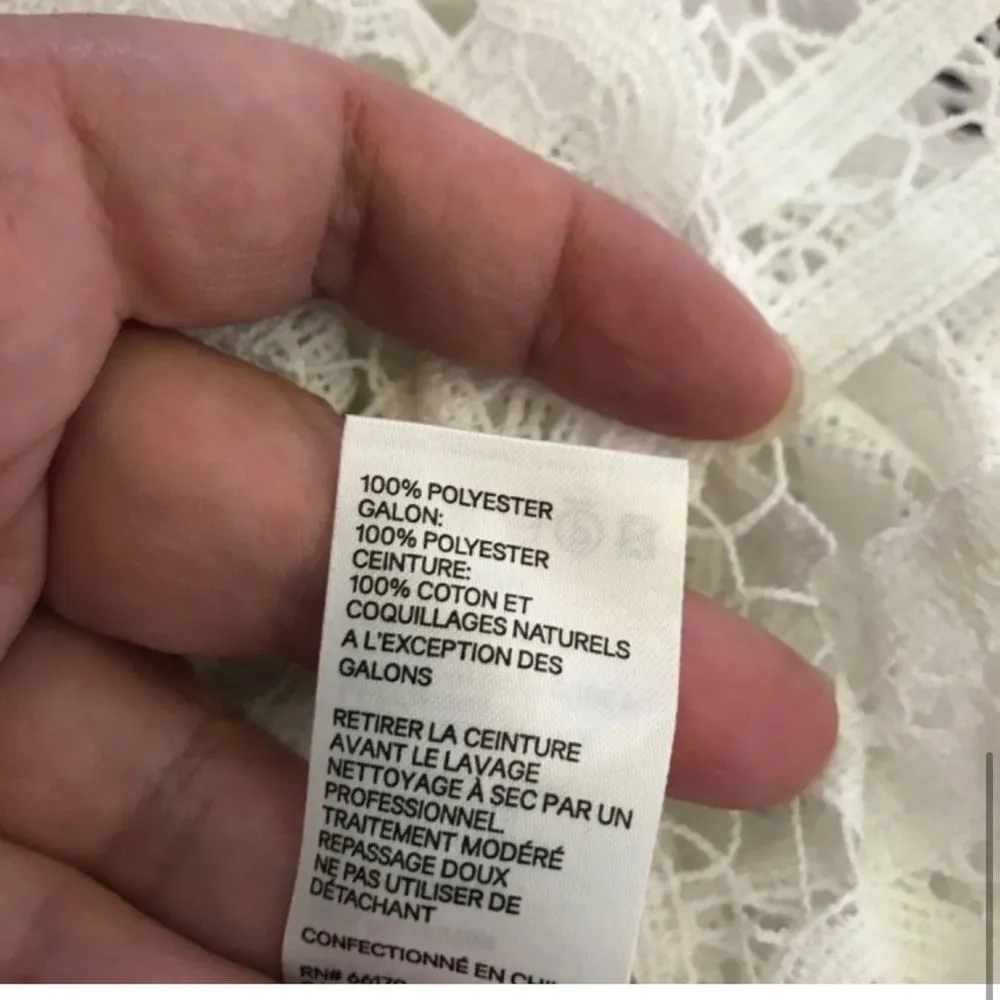 100% POLYESTER
GALON:
100% POLYESTER
CEINTURE:
100% COTON ET
COQUILLAGES NATURELS
A L'EXCEPTION DES
GALONS
RETIRER LA CEINTURE
AVANT LE LAVAGE
NETTOYAGE À SEC PAR UN
PROFESSIONNEL.
TRAITEMENT MODÉRÉ
REPASSAGE DOUX
NE PAS UTILISER DE
DÉTACHANT
CONFECTIONNÉ EN
RN#